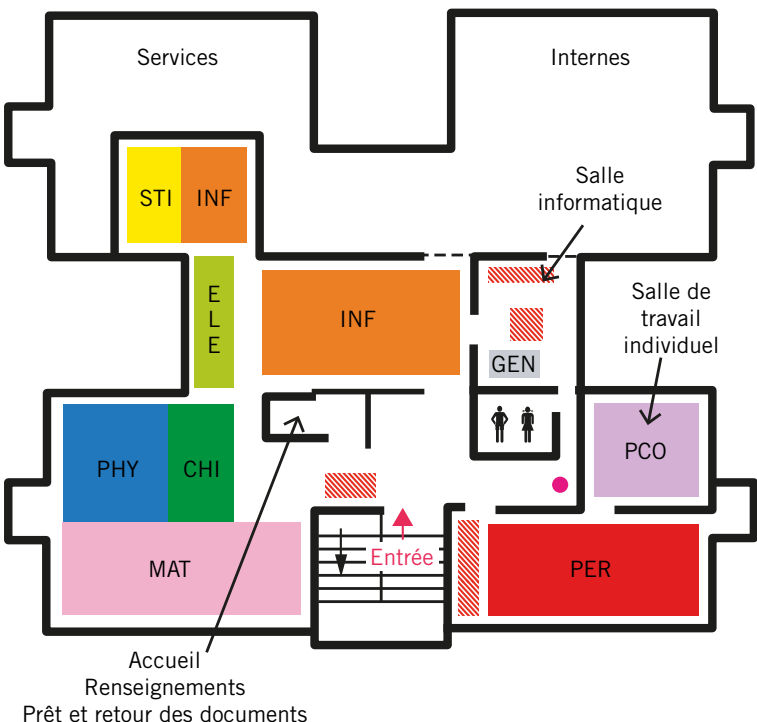 Services
Internes
Salle
informatique
STI
INF
E
L
E
INF
Salle de
travail
individuel
GEN
PHY
CHI
PCO
MAT
Entrée
PER
Accueil
Renseignements
Prêt et retour des documents